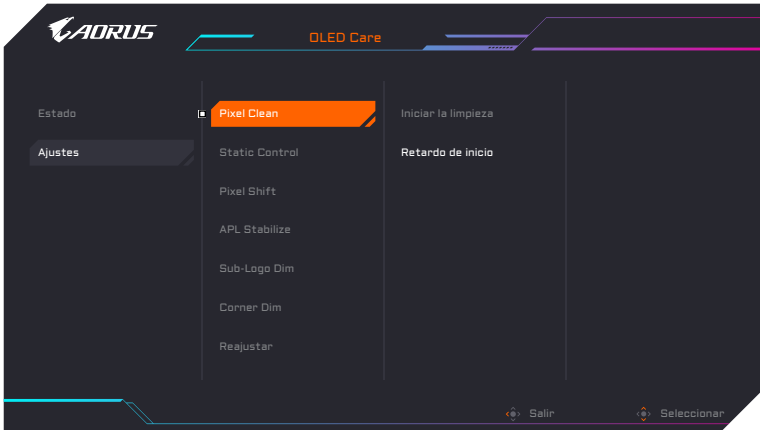 AORUS
OLED Care
Estado
Ajustes
Pixel Clean
Static Control
Pixel Shift
APL Stabilize
Sub-Logo Dim
Corner Dim
Reajustar
Iniciar la limpieza
Retardo de inicio
Salir
Seleccionar